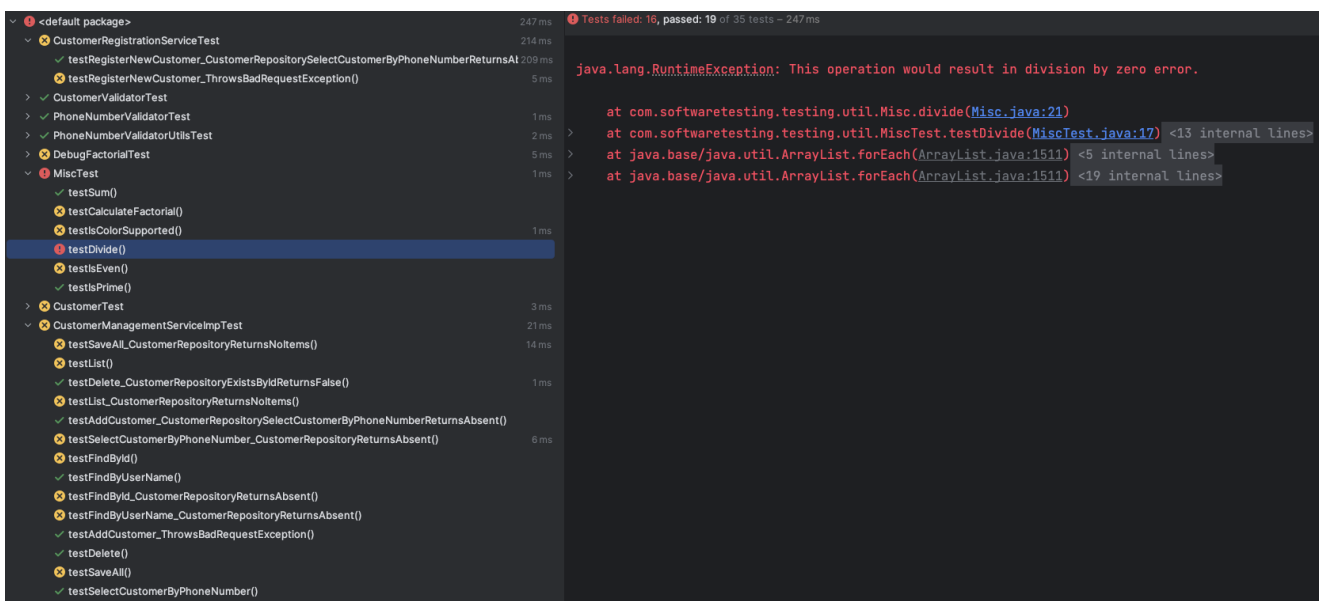 <default package> 247 ms
CustomerRegistrationServiceTest 214 ms
testRegisterNewCustomer_CustomerRepositorySelectCustomerByPhoneNumberReturnsAl 209 ms
testRegisterNewCustomer_ThrowsBadRequestException() 5 ms
CustomerValidatorTest
PhoneNumberValidatorTest 1 ms
PhoneNumberValidatorUtilsTest 2 ms
DebugFactorialTest 5 ms
MiscTest 1 ms
testSum()
testCalculateFactorial()
testIsColorSupported() 1 ms
testDivide()
testIsEven()
testIsPrime()
CustomerTest 3 ms
CustomerManagementServiceImpTest 21 ms
testSaveAll_CustomerRepositoryReturnsNoItems() 14 ms
testList()
testDelete_CustomerRepositoryExistsByIdReturnsFalse() 1 ms
testList_CustomerRepositoryReturnsNoItems()
testAddCustomer_CustomerRepositorySelectCustomerByPhoneNumberReturnsAbsent()
testSelectCustomerByPhoneNumber_CustomerRepositoryReturnsAbsent() 6 ms
testFindById()
testFindByUserName()
testFindById_CustomerRepositoryReturnsAbsent()
testFindByUserName_CustomerRepositoryReturnsAbsent()
testAddCustomer_ThrowsBadRequestException()
testDelete()
testSaveAll()
testSelectCustomerByPhoneNumber()
Tests failed: 16, passed: 19 of 35 tests – 247 ms
java.lang.RuntimeException: This operation would result in division by zero error.
at com.softwaretesting.testing.util.Misc.divide(Misc.java:21)
at com.softwaretesting.testing.util.MiscTest.testDivide(MiscTest.java:17) <13 internal lines>
at java.base/java.util.ArrayList.forEach(ArrayList.java:1511) <5 internal lines>
at java.base/java.util.ArrayList.forEach(ArrayList.java:1511) <19 internal lines>